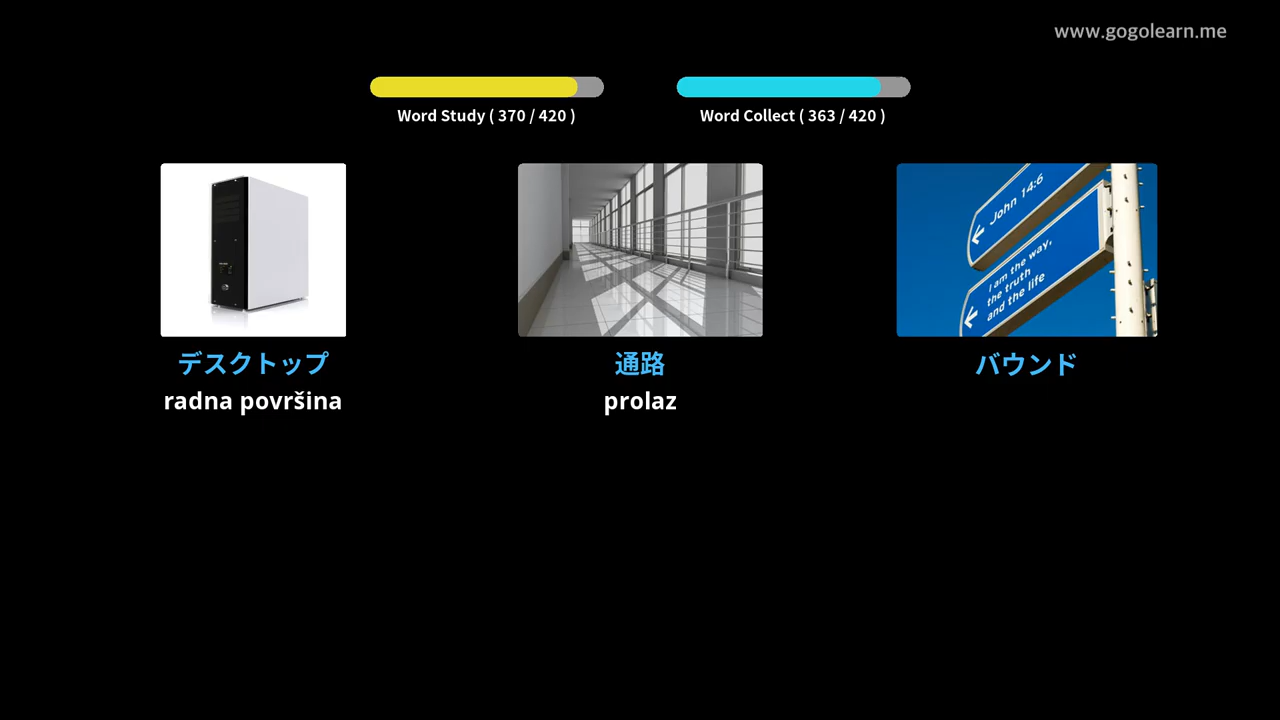 www.gogolearn.me
Word Study ( 370 / 420 )
Word Collect ( 363 / 420 )
John 14:6
I am the way,
the truth
and the life
デスクトップ
通路
バウンド
radna površina
prolaz